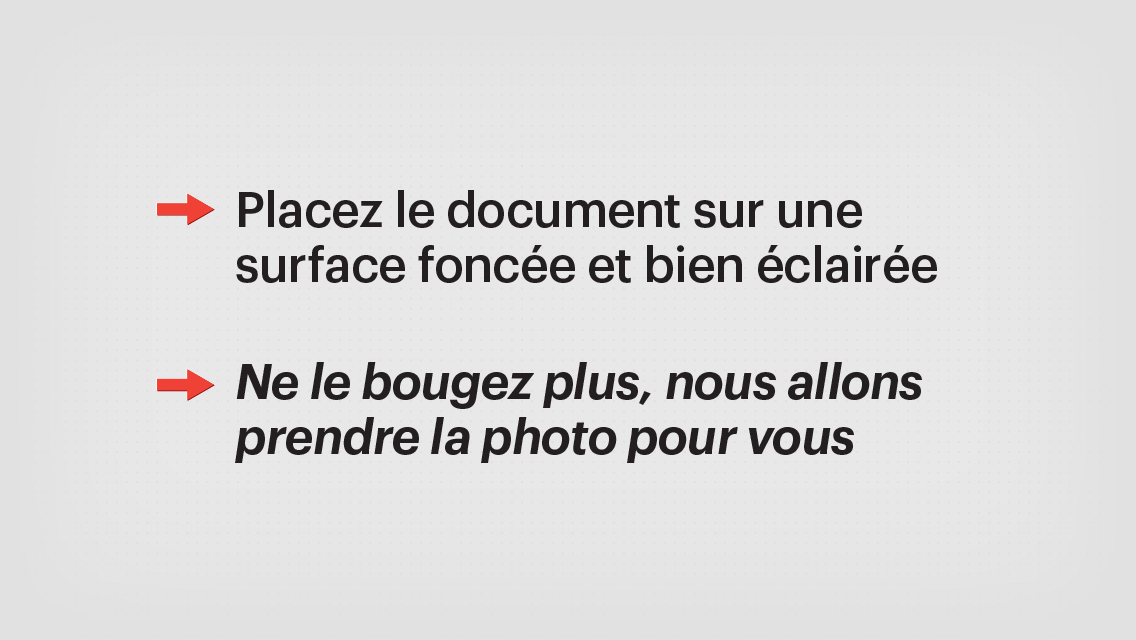 Placez le document sur une
surface foncée et bien éclairée
Ne le bougez plus, nous allons
prendre la photo pour vous